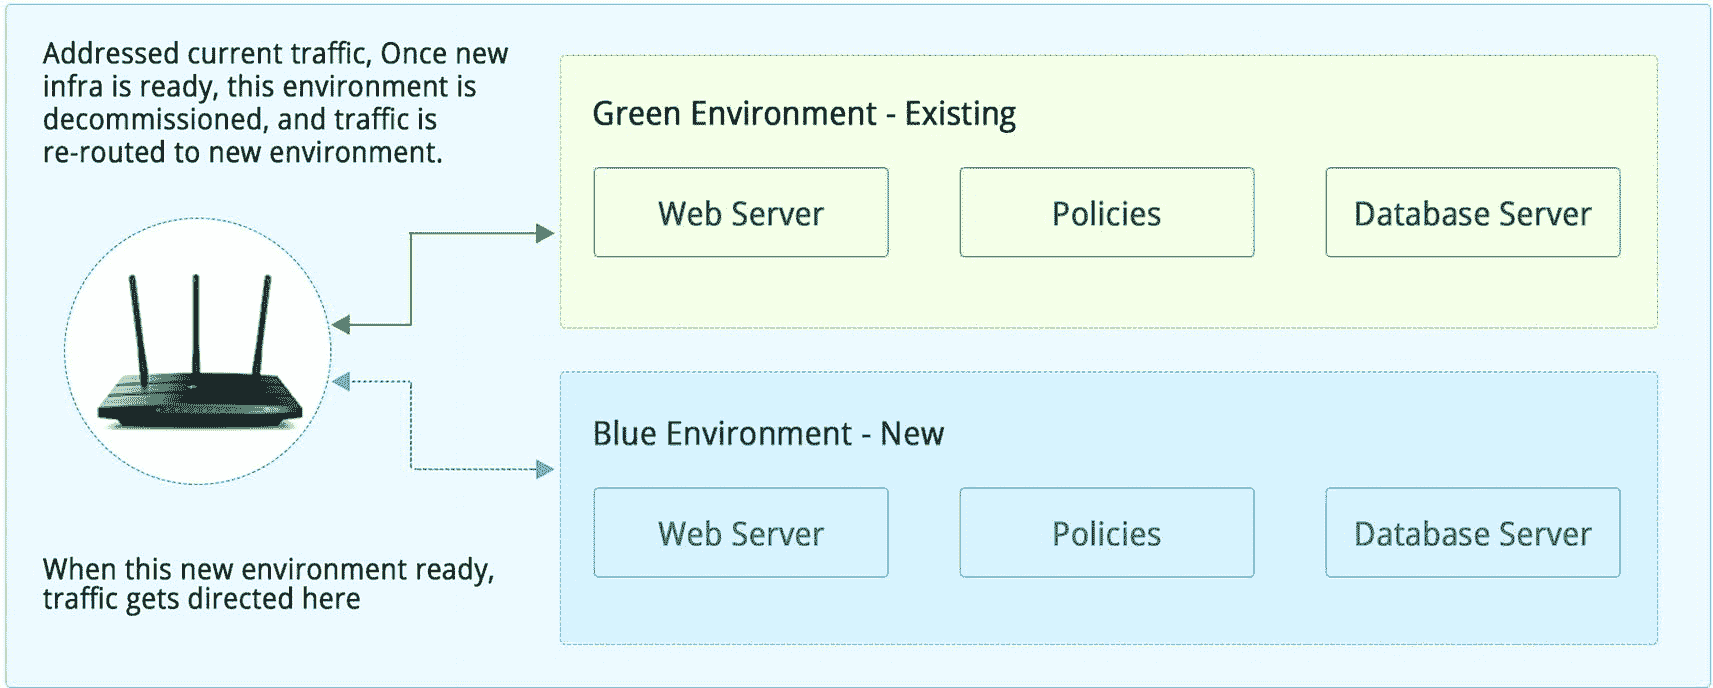 Addressed current traffic, Once new
infra is ready, this environment is
decommissioned, and traffic is
re-routed to new environment.
Green Environment - Existing
Web Server
Policies
Database Server
Blue Environment - New
Web Server
Policies
Database Server
When this new environment ready,
traffic gets directed here